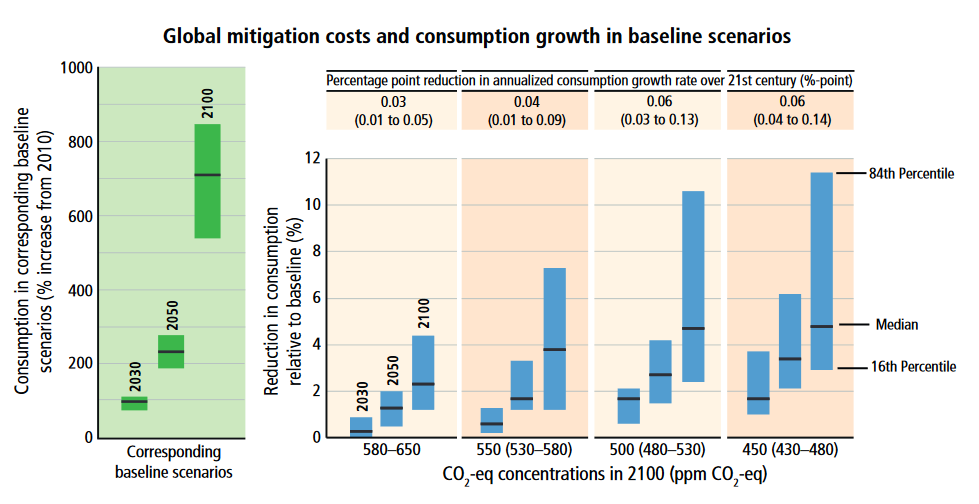 Global mitigation costs and consumption growth in baseline scenarios
Consumption in corresponding baseline
scenarios (% increase from 2010)
1000
800
600
400
200
0
2030
2050
2100
Corresponding
baseline scenarios
Percentage point reduction in annualized consumption growth rate over 21st century (%-point)
0.03
(0.01 to 0.05)
0.04
(0.01 to 0.09)
0.06
(0.03 to 0.13)
0.06
(0.04 to 0.14)
Reduction in consumption
relative to baseline (%)
12
10
8
6
4
2
0
2030
2050
2100
84th Percentile
Median
16th Percentile
580–650
550 (530–580)
500 (480–530)
450 (430–480)
CO₂-eq concentrations in 2100 (ppm CO₂-eq)